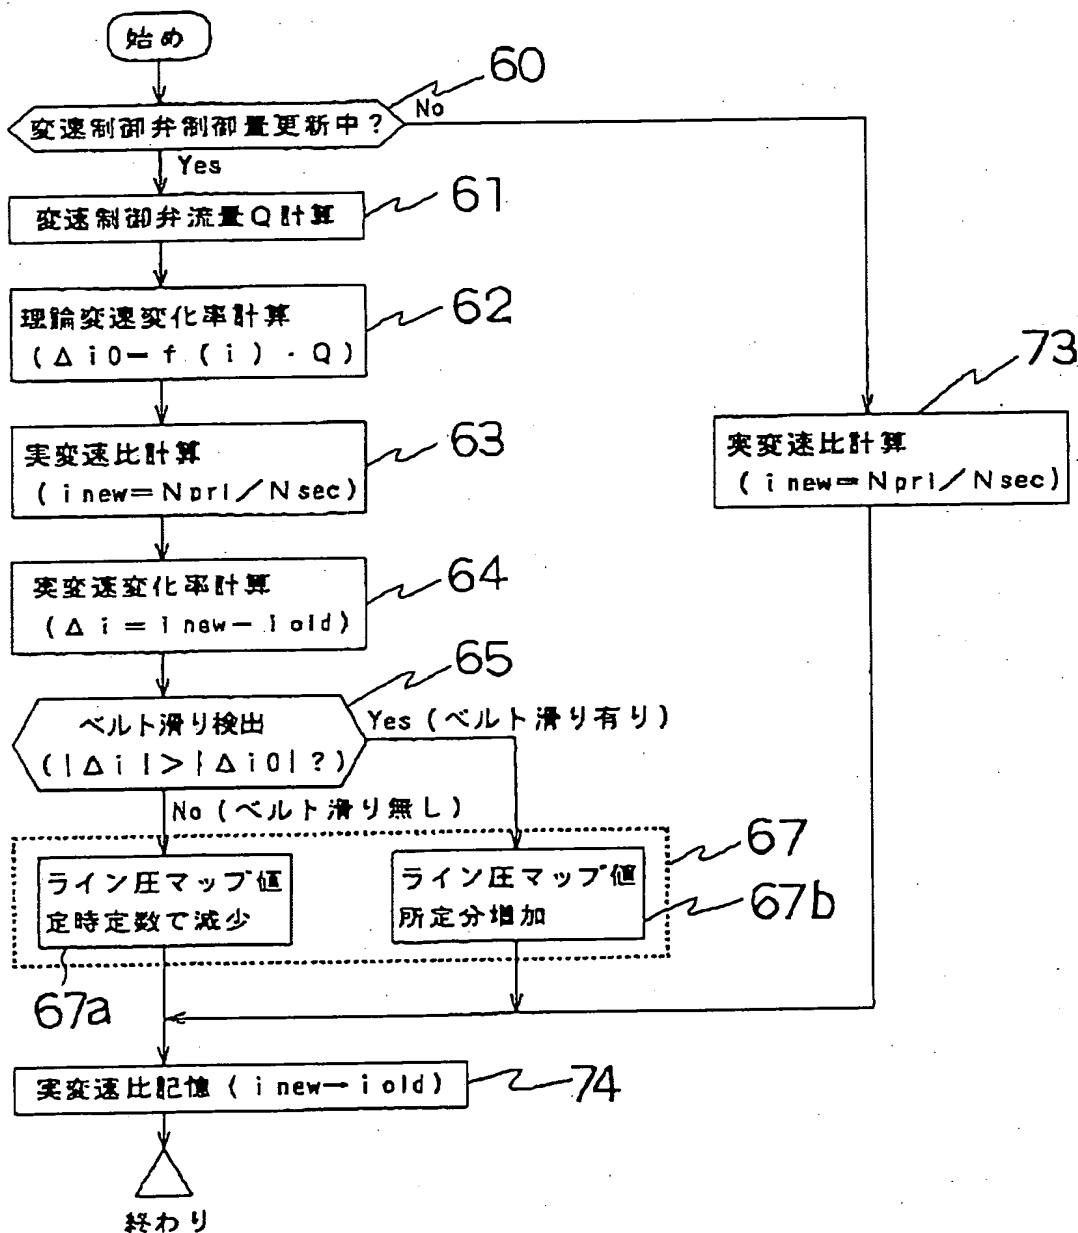 始め
60
変速制御弁制御量更新中?
No
Yes
変速制御弁流量Q計算
61
理論変速変化率計算
(Δi0=f(i)・Q)
62
実変速比計算
(inew=Npri/Nsec)
63
実変速比計算
(inew=Npri/Nsec)
73
実変速変化率計算
(Δi=inew-iold)
64
ベルト滑り検出
(|Δi|>|Δi0|?)
65
Yes(ベルト滑り有り)
No(ベルト滑り無し)
67
ライン圧マップ値
定時定数で減少
67a
ライン圧マップ値
所定分増加
67b
実変速比記憶(inew→iold)
74
終わり